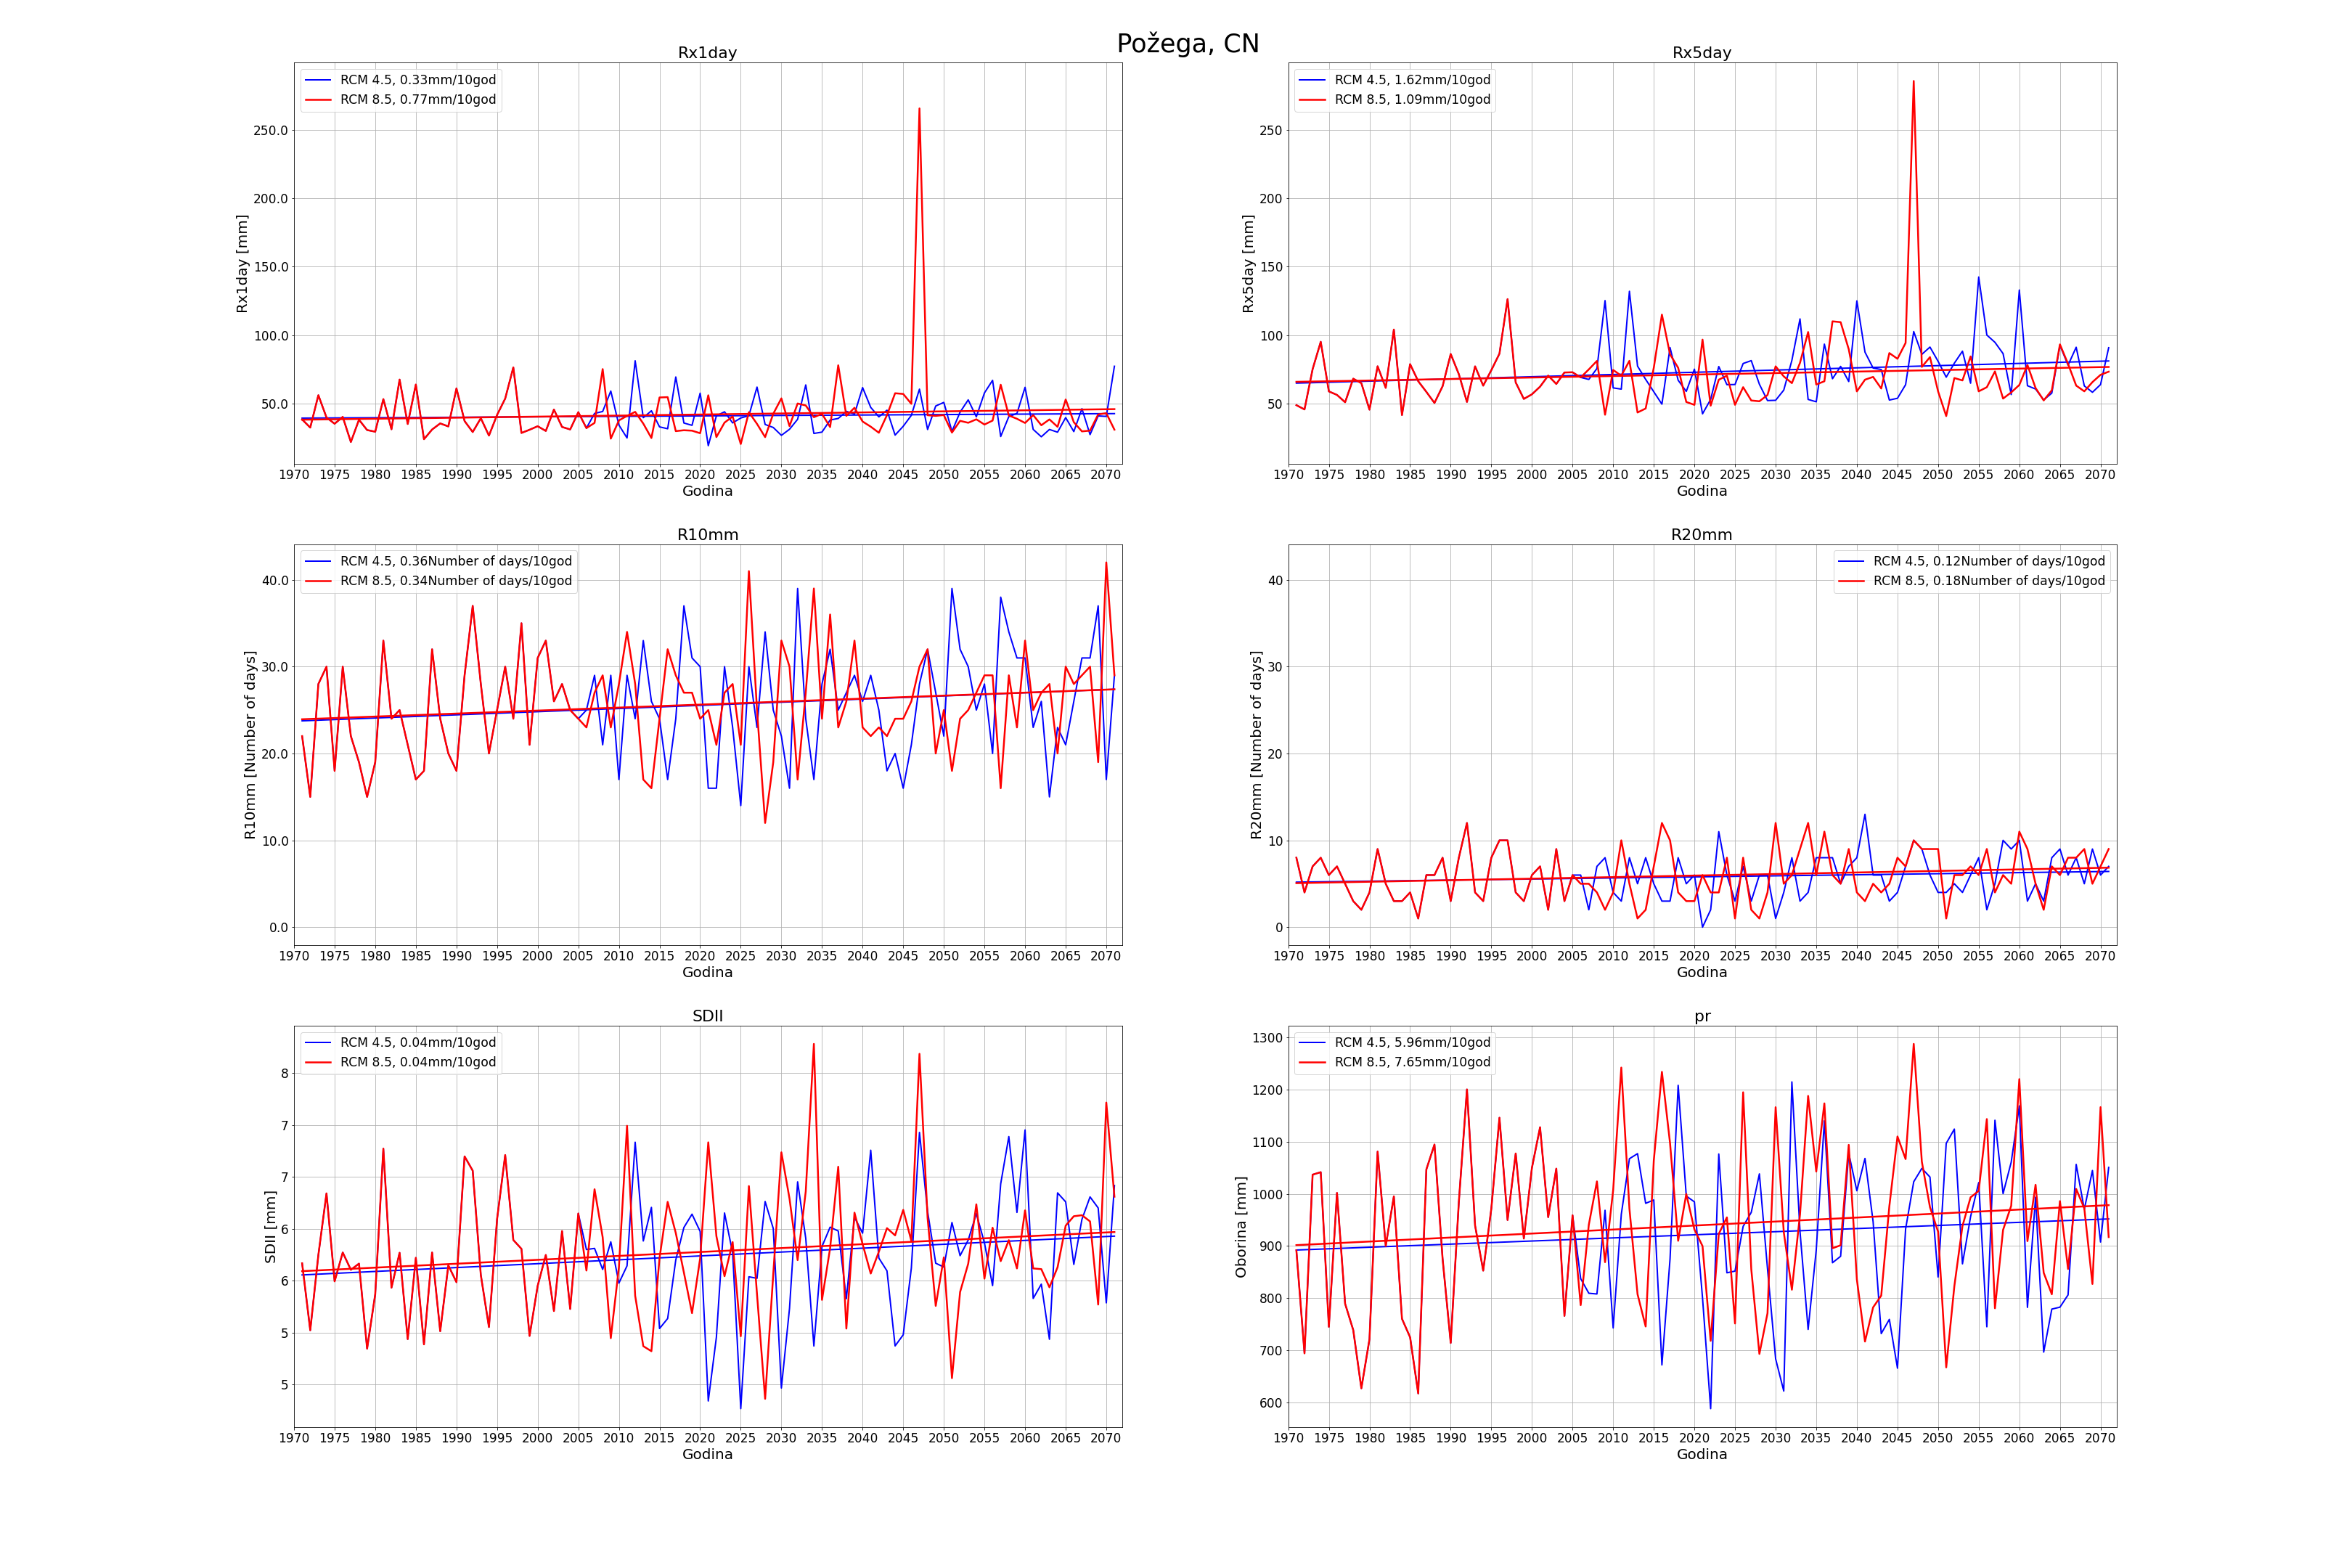 Požega, CN
Rx1day
RCM 4.5, 0.33mm/10god
RCM 8.5, 0.77mm/10god
Rx1day [mm]
250.0
200.0
150.0
100.0
50.0
1970 1975 1980 1985 1990 1995 2000 2005 2010 2015 2020 2025 2030 2035 2040 2045 2050 2055 2060 2065 2070
Godina
Rx5day
RCM 4.5, 1.62mm/10god
RCM 8.5, 1.09mm/10god
Rx5day [mm]
250
200
150
100
50
1970 1975 1980 1985 1990 1995 2000 2005 2010 2015 2020 2025 2030 2035 2040 2045 2050 2055 2060 2065 2070
Godina
R10mm
RCM 4.5, 0.36Number of days/10god
RCM 8.5, 0.34Number of days/10god
R10mm [Number of days]
40.0
30.0
20.0
10.0
0.0
1970 1975 1980 1985 1990 1995 2000 2005 2010 2015 2020 2025 2030 2035 2040 2045 2050 2055 2060 2065 2070
Godina
R20mm
RCM 4.5, 0.12Number of days/10god
RCM 8.5, 0.18Number of days/10god
R20mm [Number of days]
40
30
20
10
0
1970 1975 1980 1985 1990 1995 2000 2005 2010 2015 2020 2025 2030 2035 2040 2045 2050 2055 2060 2065 2070
Godina
SDII
RCM 4.5, 0.04mm/10god
RCM 8.5, 0.04mm/10god
SDII [mm]
8
7
7
6
6
5
5
1970 1975 1980 1985 1990 1995 2000 2005 2010 2015 2020 2025 2030 2035 2040 2045 2050 2055 2060 2065 2070
Godina
pr
RCM 4.5, 5.96mm/10god
RCM 8.5, 7.65mm/10god
Oborina [mm]
1300
1200
1100
1000
900
800
700
600
1970 1975 1980 1985 1990 1995 2000 2005 2010 2015 2020 2025 2030 2035 2040 2045 2050 2055 2060 2065 2070
Godina